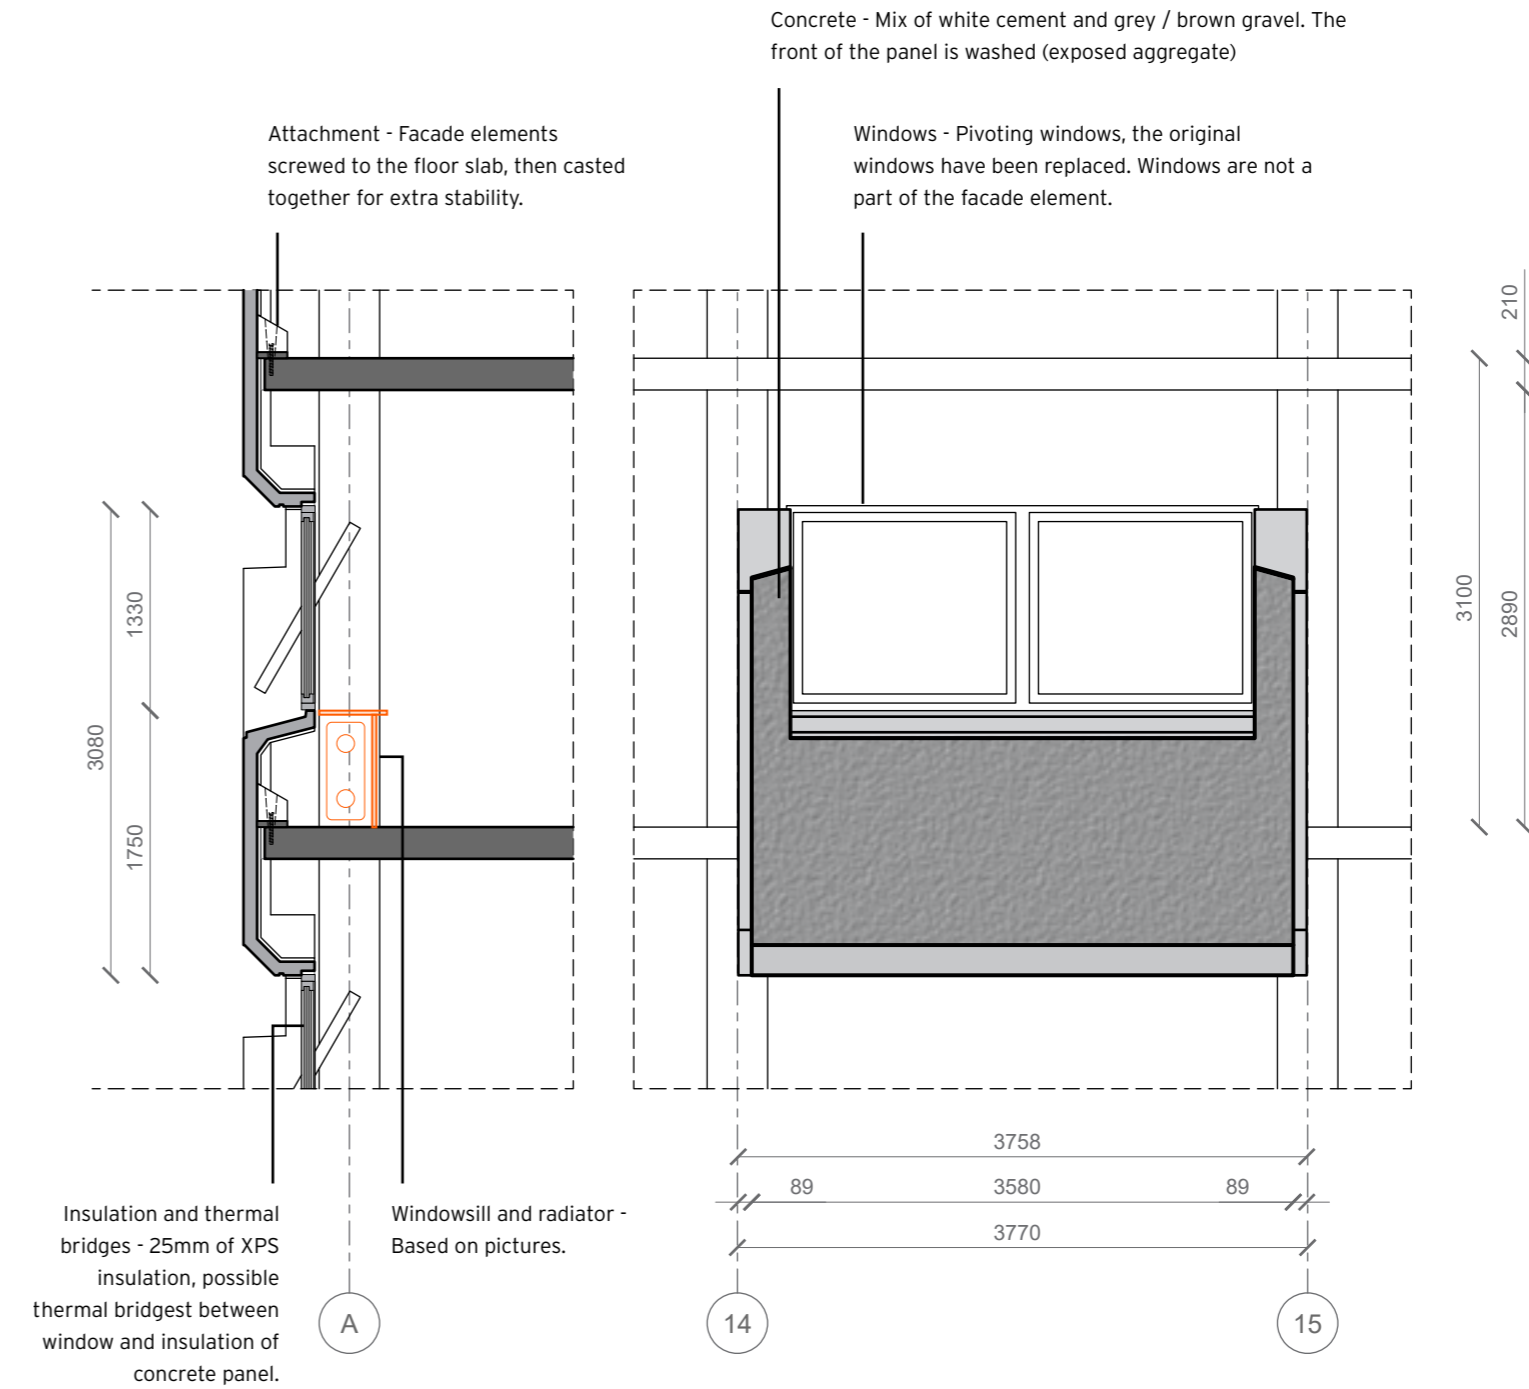 Concrete - Mix of white cement and grey / brown gravel. The
front of the panel is washed (exposed aggregate)
Attachment - Facade elements
screwed to the floor slab, then casted
together for extra stability.
Windows - Pivoting windows, the original
windows have been replaced. Windows are not a
part of the facade element.
210
3100
2890
1330
3080
1750
3758
89
3580
89
3770
Insulation and thermal
bridges - 25mm of XPS
insulation, possible
thermal bridgest between
window and insulation of
concrete panel.
Windowsill and radiator -
Based on pictures.
A
14
15